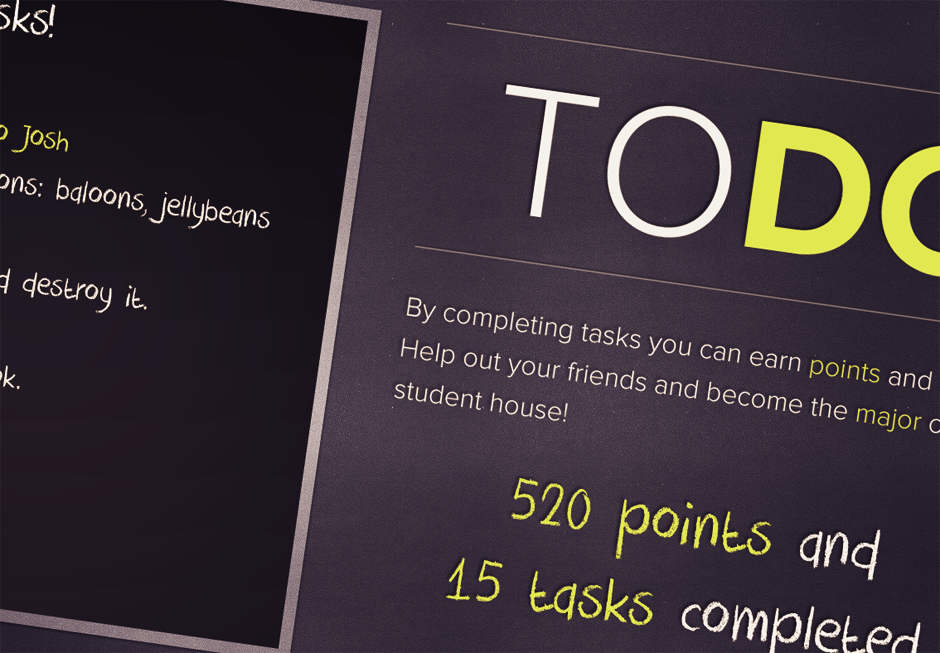 sks!
o Josh
ons: baloons, jellybeans
d destroy it.
ok.
TODO
By completing tasks you can earn points and
Help out your friends and become the major o
student house!
520 points and
15 tasks completed